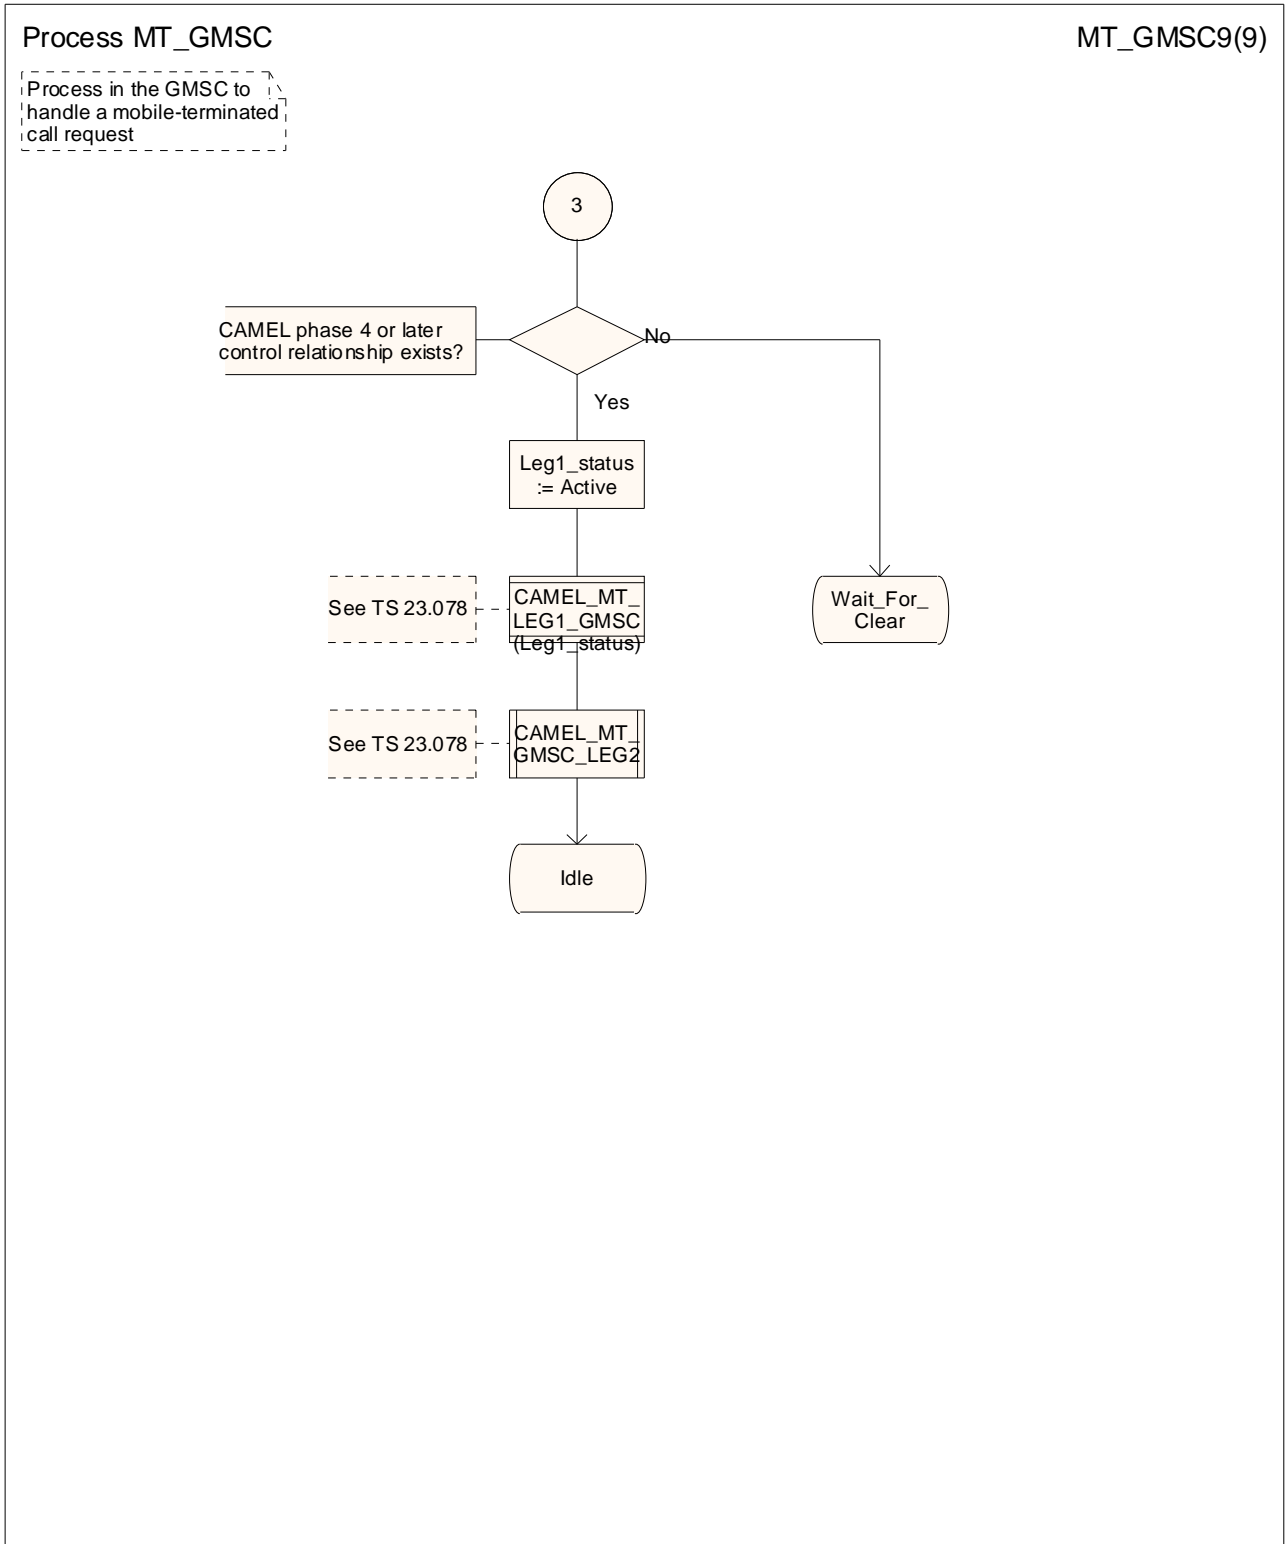 Process MT_GMSC
MT_GMSC9(9)
Process in the GMSC to
handle a mobile-terminated
call request
3
CAMEL phase 4 or later
control relationship exists?
No
Yes
Leg1_status
:= Active
See TS 23.078
CAMEL_MT_
LEG1_GMSC
(Leg1_status)
Wait_For_
Clear
See TS 23.078
CAMEL_MT_
GMSC_LEG2
Idle